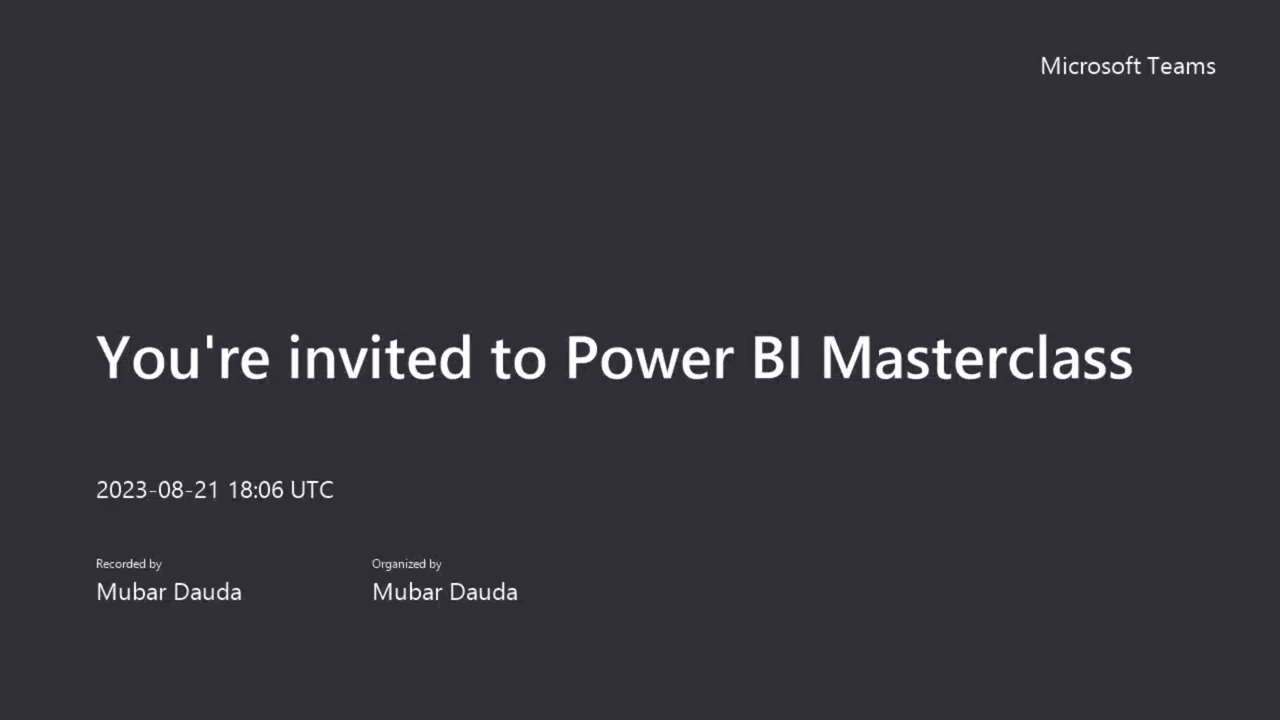 Microsoft Teams
You're invited to Power BI Masterclass
2023-08-21 18:06 UTC
Recorded by
Organized by
Mubar Dauda
Mubar Dauda